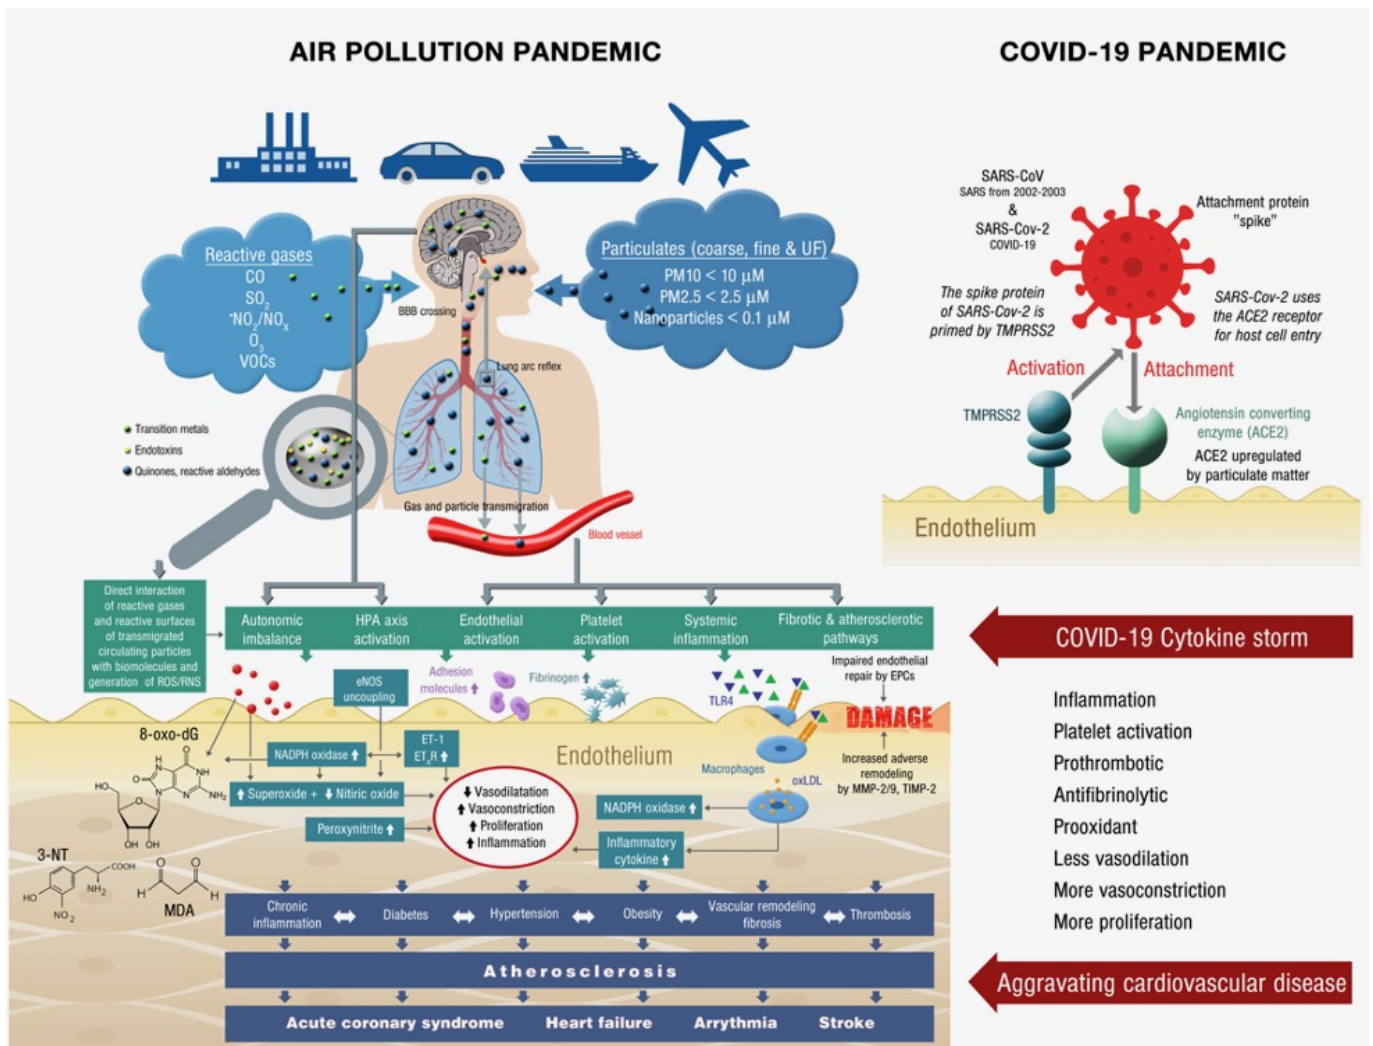 AIR POLLUTION PANDEMIC
COVID-19 PANDEMIC
Reactive gases
CO
SO2
•NO2/NOX
O3
VOCs
BBB crossing
Particulates (coarse, fine & UF)
PM10 < 10 µM
PM2.5 < 2.5 µM
Nanoparticles < 0.1 µM
Lung arc reflex
Transition metals
Endotoxins
Quinones, reactive aldehydes
Gas and particle transmigration
Blood vessel
SARS-CoV
SARS from 2002-2003
&
SARS-Cov-2
COVID-19
Attachment protein
"spike"
The spike protein
of SARS-Cov-2 is
primed by TMPRSS2
SARS-Cov-2 uses
the ACE2 receptor
for host cell entry
Activation
Attachment
TMPRSS2
Angiotensin converting
enzyme (ACE2)
ACE2 upregulated
by particulate matter
Endothelium
Direct interaction
of reactive gases
and reactive surfaces
of transmigrated
circulating particles
with biomolecules and
generation of ROS/RNS
Autonomic
imbalance
HPA axis
activation
Endothelial
activation
Platelet
activation
Systemic
inflammation
Fibrotic & atherosclerotic
pathways
eNOS
uncoupling
Adhesion
molecules
Fibrinogen
TLR4
Impaired endothelial
repair by EPCs
DAMAGE
Increased adverse
remodeling
by MMP-2/9, TIMP-2
8-oxo-dG
O
HN
N
NH
O
N
N
NH2
HO
O
OH OH
NADPH oxidase
ET-1
ETAR
Endothelium
Superoxide + Nitiric oxide
Peroxynitrite
Vasodilatation
Vasoconstriction
Proliferation
Inflammation
Macrophages
oxLDL
NADPH oxidase
Inflammatory
cytokine
3-NT
COOH
NH2
HO
NO2
O O
H H
MDA
Chronic
inflammation
Diabetes
Hypertension
Obesity
Vascular remodeling
fibrosis
Thrombosis
Atherosclerosis
Acute coronary syndrome Heart failure Arrythmia Stroke
COVID-19 Cytokine storm
Inflammation
Platelet activation
Prothrombotic
Antifibrinolytic
Prooxidant
Less vasodilation
More vasoconstriction
More proliferation
Aggravating cardiovascular disease